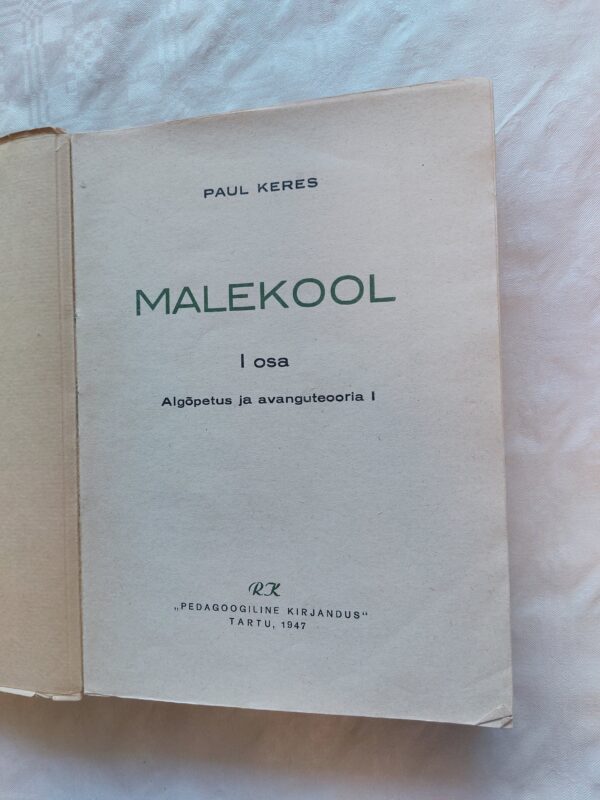 PAUL KERES
MALEKOOL
I osa
Algõpetus ja avanguteooria I
RK
„PEDAGOOGILINE KIRJANDUS“
TARTU, 1947